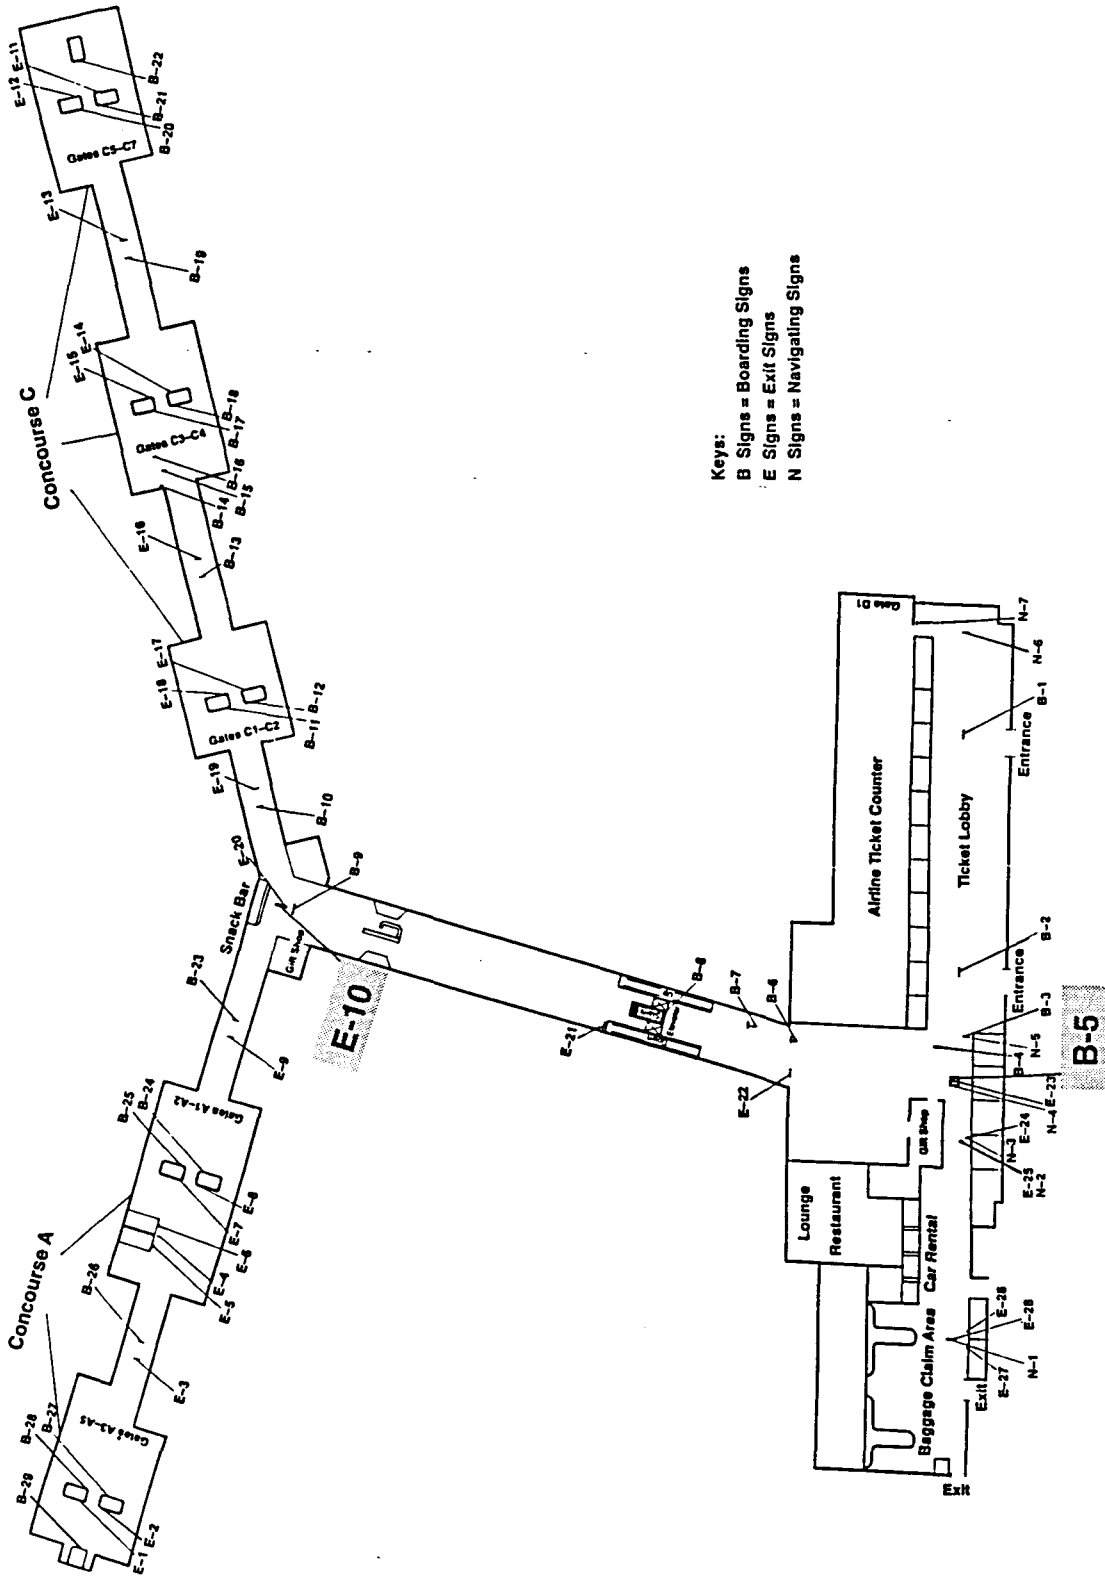 Concourse C
Concourse A
E-12
E-11
B-22
B-21
B-20
Gates C5–C7
E-13
B-19
E-15
E-14
B-18
B-17
Gates C3–C4
B-16
B-15
B-14
E-16
B-13
E-17
E-18
B-12
B-11
Gates C1–C2
E-19
B-10
E-20
Snack Bar
B-9
Gift Shop
E-10
B-23
E-9
Gates A1–A2
B-24
B-25
E-8
E-7
E-6
E-4
E-5
B-26
E-3
Gates A3–A5
B-27
B-28
B-29
E-2
E-1
Keys:
B Signs = Boarding Signs
E Signs = Exit Signs
N Signs = Navigating Signs
E-21
B-8
B-7
B-6
E-22
Gate D1
N-7
N-6
B-1
Entrance
Airline Ticket Counter
Ticket Lobby
B-2
Entrance
B-3
N-5
B-4
B-5
E-23
N-4
Gift Shop
E-24
N-3
N-2
E-25
Lounge
Restaurant
Car Rental
Baggage Claim Area
E-28
N-1
E-27
Exit
Exit